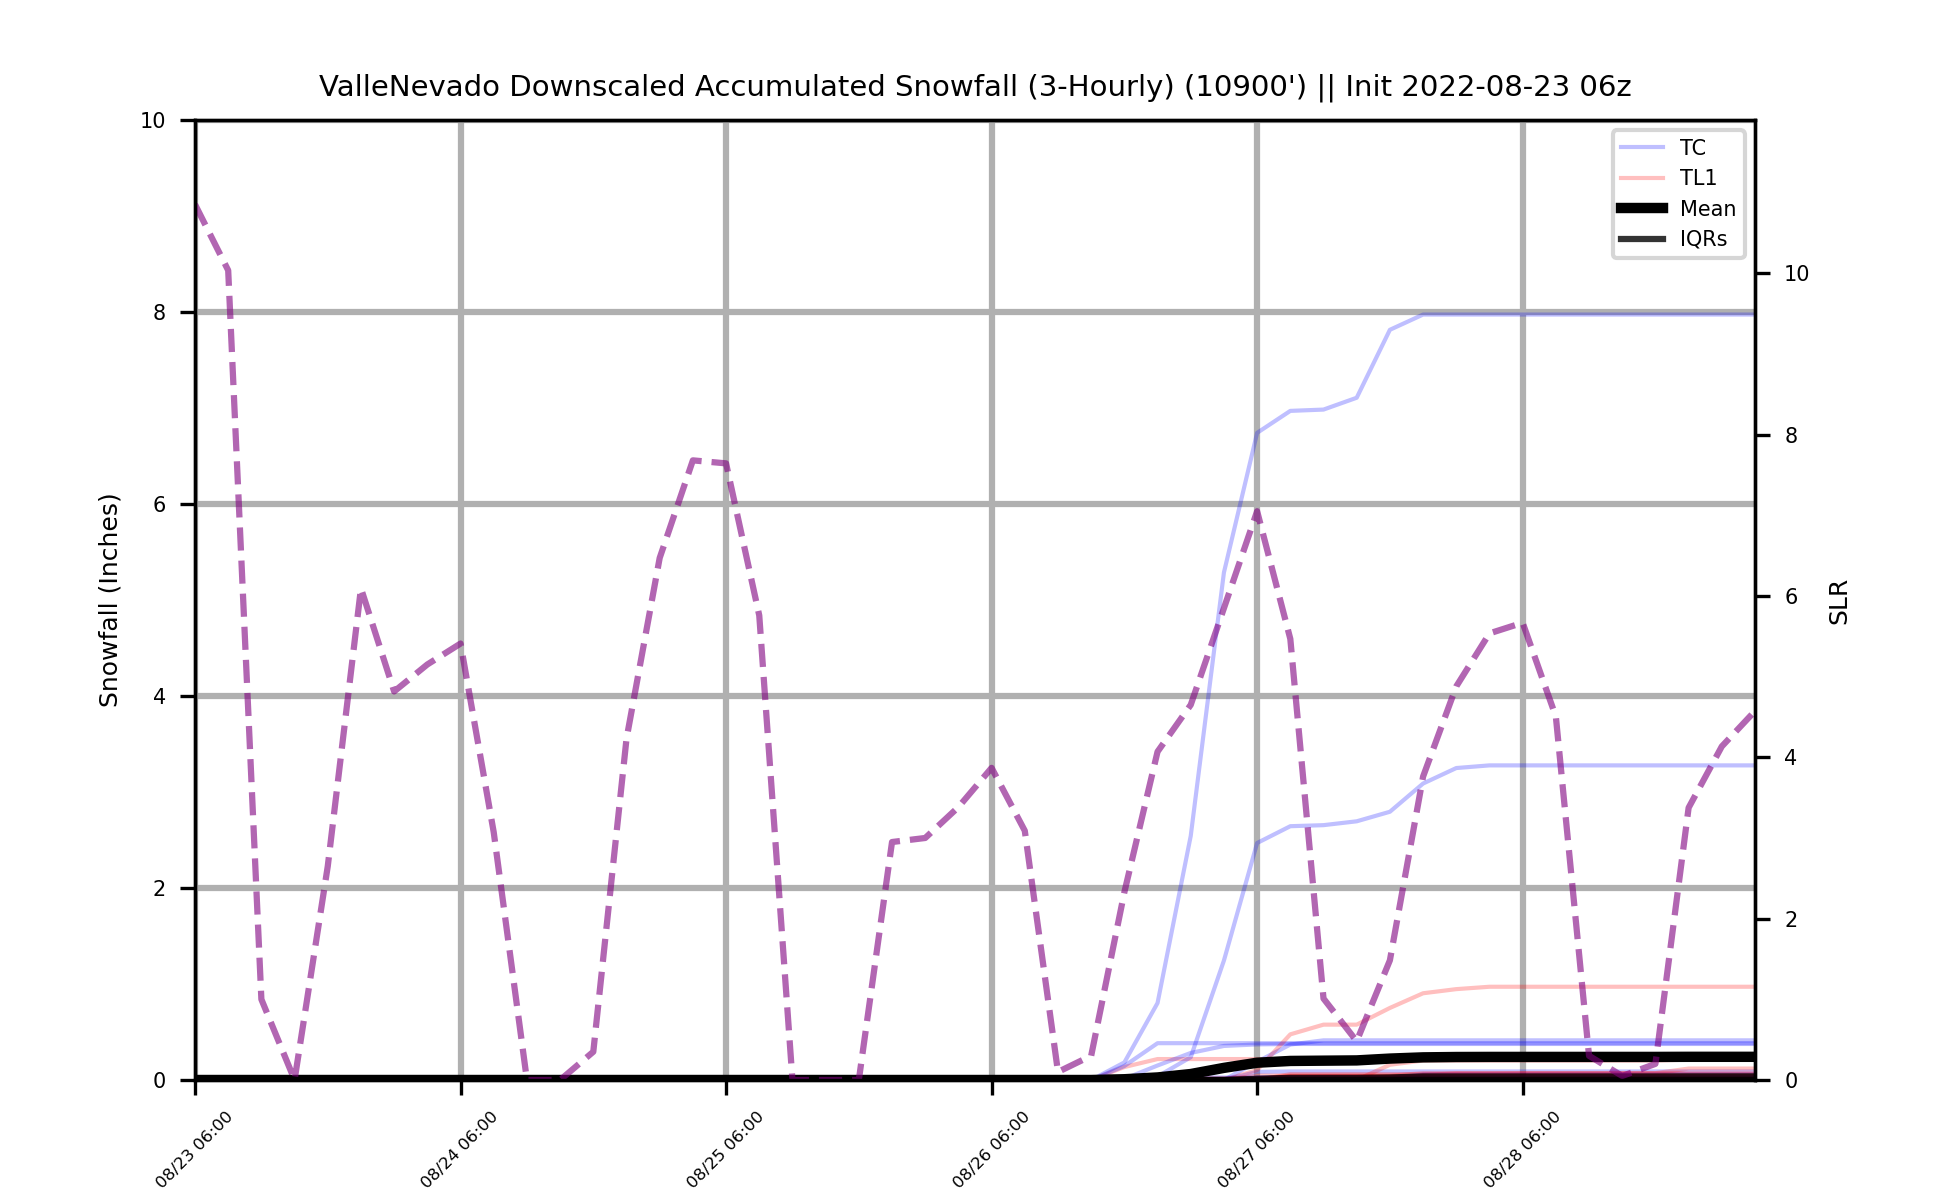 ValleNevado Downscaled Accumulated Snowfall (3-Hourly) (10900') || Init 2022-08-23 06z
TC
TL1
Mean
IQRs
Snowfall (Inches)
10
8
6
4
2
0
SLR
10
8
6
4
2
0
08/23 06:00
08/24 06:00
08/25 06:00
08/26 06:00
08/27 06:00
08/28 06:00